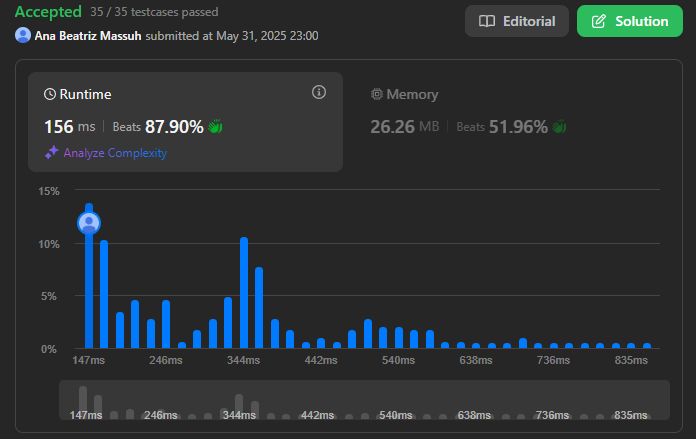 Accepted 35 / 35 testcases passed
Editorial
Solution
Ana Beatriz Massuh submitted at May 31, 2025 23:00
Runtime
156 ms Beats 87.90%
Analyze Complexity
Memory
26.26 MB Beats 51.96%
15%
10%
5%
0%
147ms 246ms 344ms 442ms 540ms 638ms 736ms 835ms
147ms 246ms 344ms 442ms 540ms 638ms 736ms 835ms